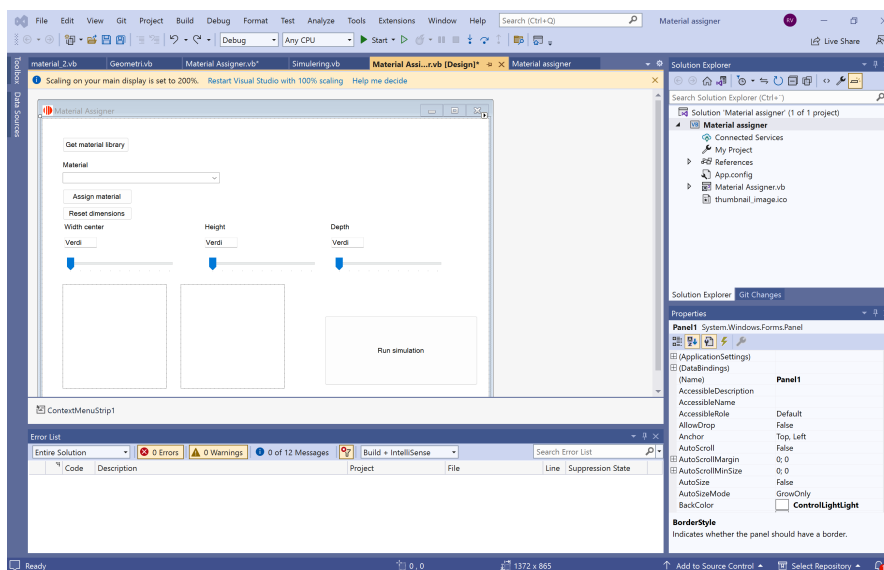 File Edit View Git Project Build Debug Format Test Analyze Tools Extensions Window Help Search (Ctrl+Q) Material assigner RV
Debug Any CPU Start Live Share
Toolbox
Data Sources
material_2.vb Geometri.vb Material Assigner.vb* Simulering.vb Material Assi...r.vb [Design]* Material assigner
Scaling on your main display is set to 200%. Restart Visual Studio with 100% scaling Help me decide
Material Assigner
Get material library
Material
Assign material
Reset dimensions
Width center Height Depth
Verdi Verdi Verdi
Run simulation
ContextMenuStrip1
Error List
Entire Solution 0 Errors 0 Warnings 0 of 12 Messages Build + IntelliSense Search Error List
Code Description Project File Line Suppression State
Solution Explorer
Search Solution Explorer (Ctrl+¨)
Solution 'Material assigner' (1 of 1 project)
VB Material assigner
Connected Services
My Project
References
App.config
Material Assigner.vb
thumbnail_image.ico
Solution Explorer Git Changes
Properties
Panel1 System.Windows.Forms.Panel
(ApplicationSettings)
(DataBindings)
(Name) Panel1
AccessibleDescription
AccessibleName
AccessibleRole Default
AllowDrop False
Anchor Top, Left
AutoScroll False
AutoScrollMargin 0; 0
AutoScrollMinSize 0; 0
AutoSize False
AutoSizeMode GrowOnly
BackColor ControlLightLight
BorderStyle
Indicates whether the panel should have a border.
Ready 0 , 0 1372 x 865 Add to Source Control Select Repository